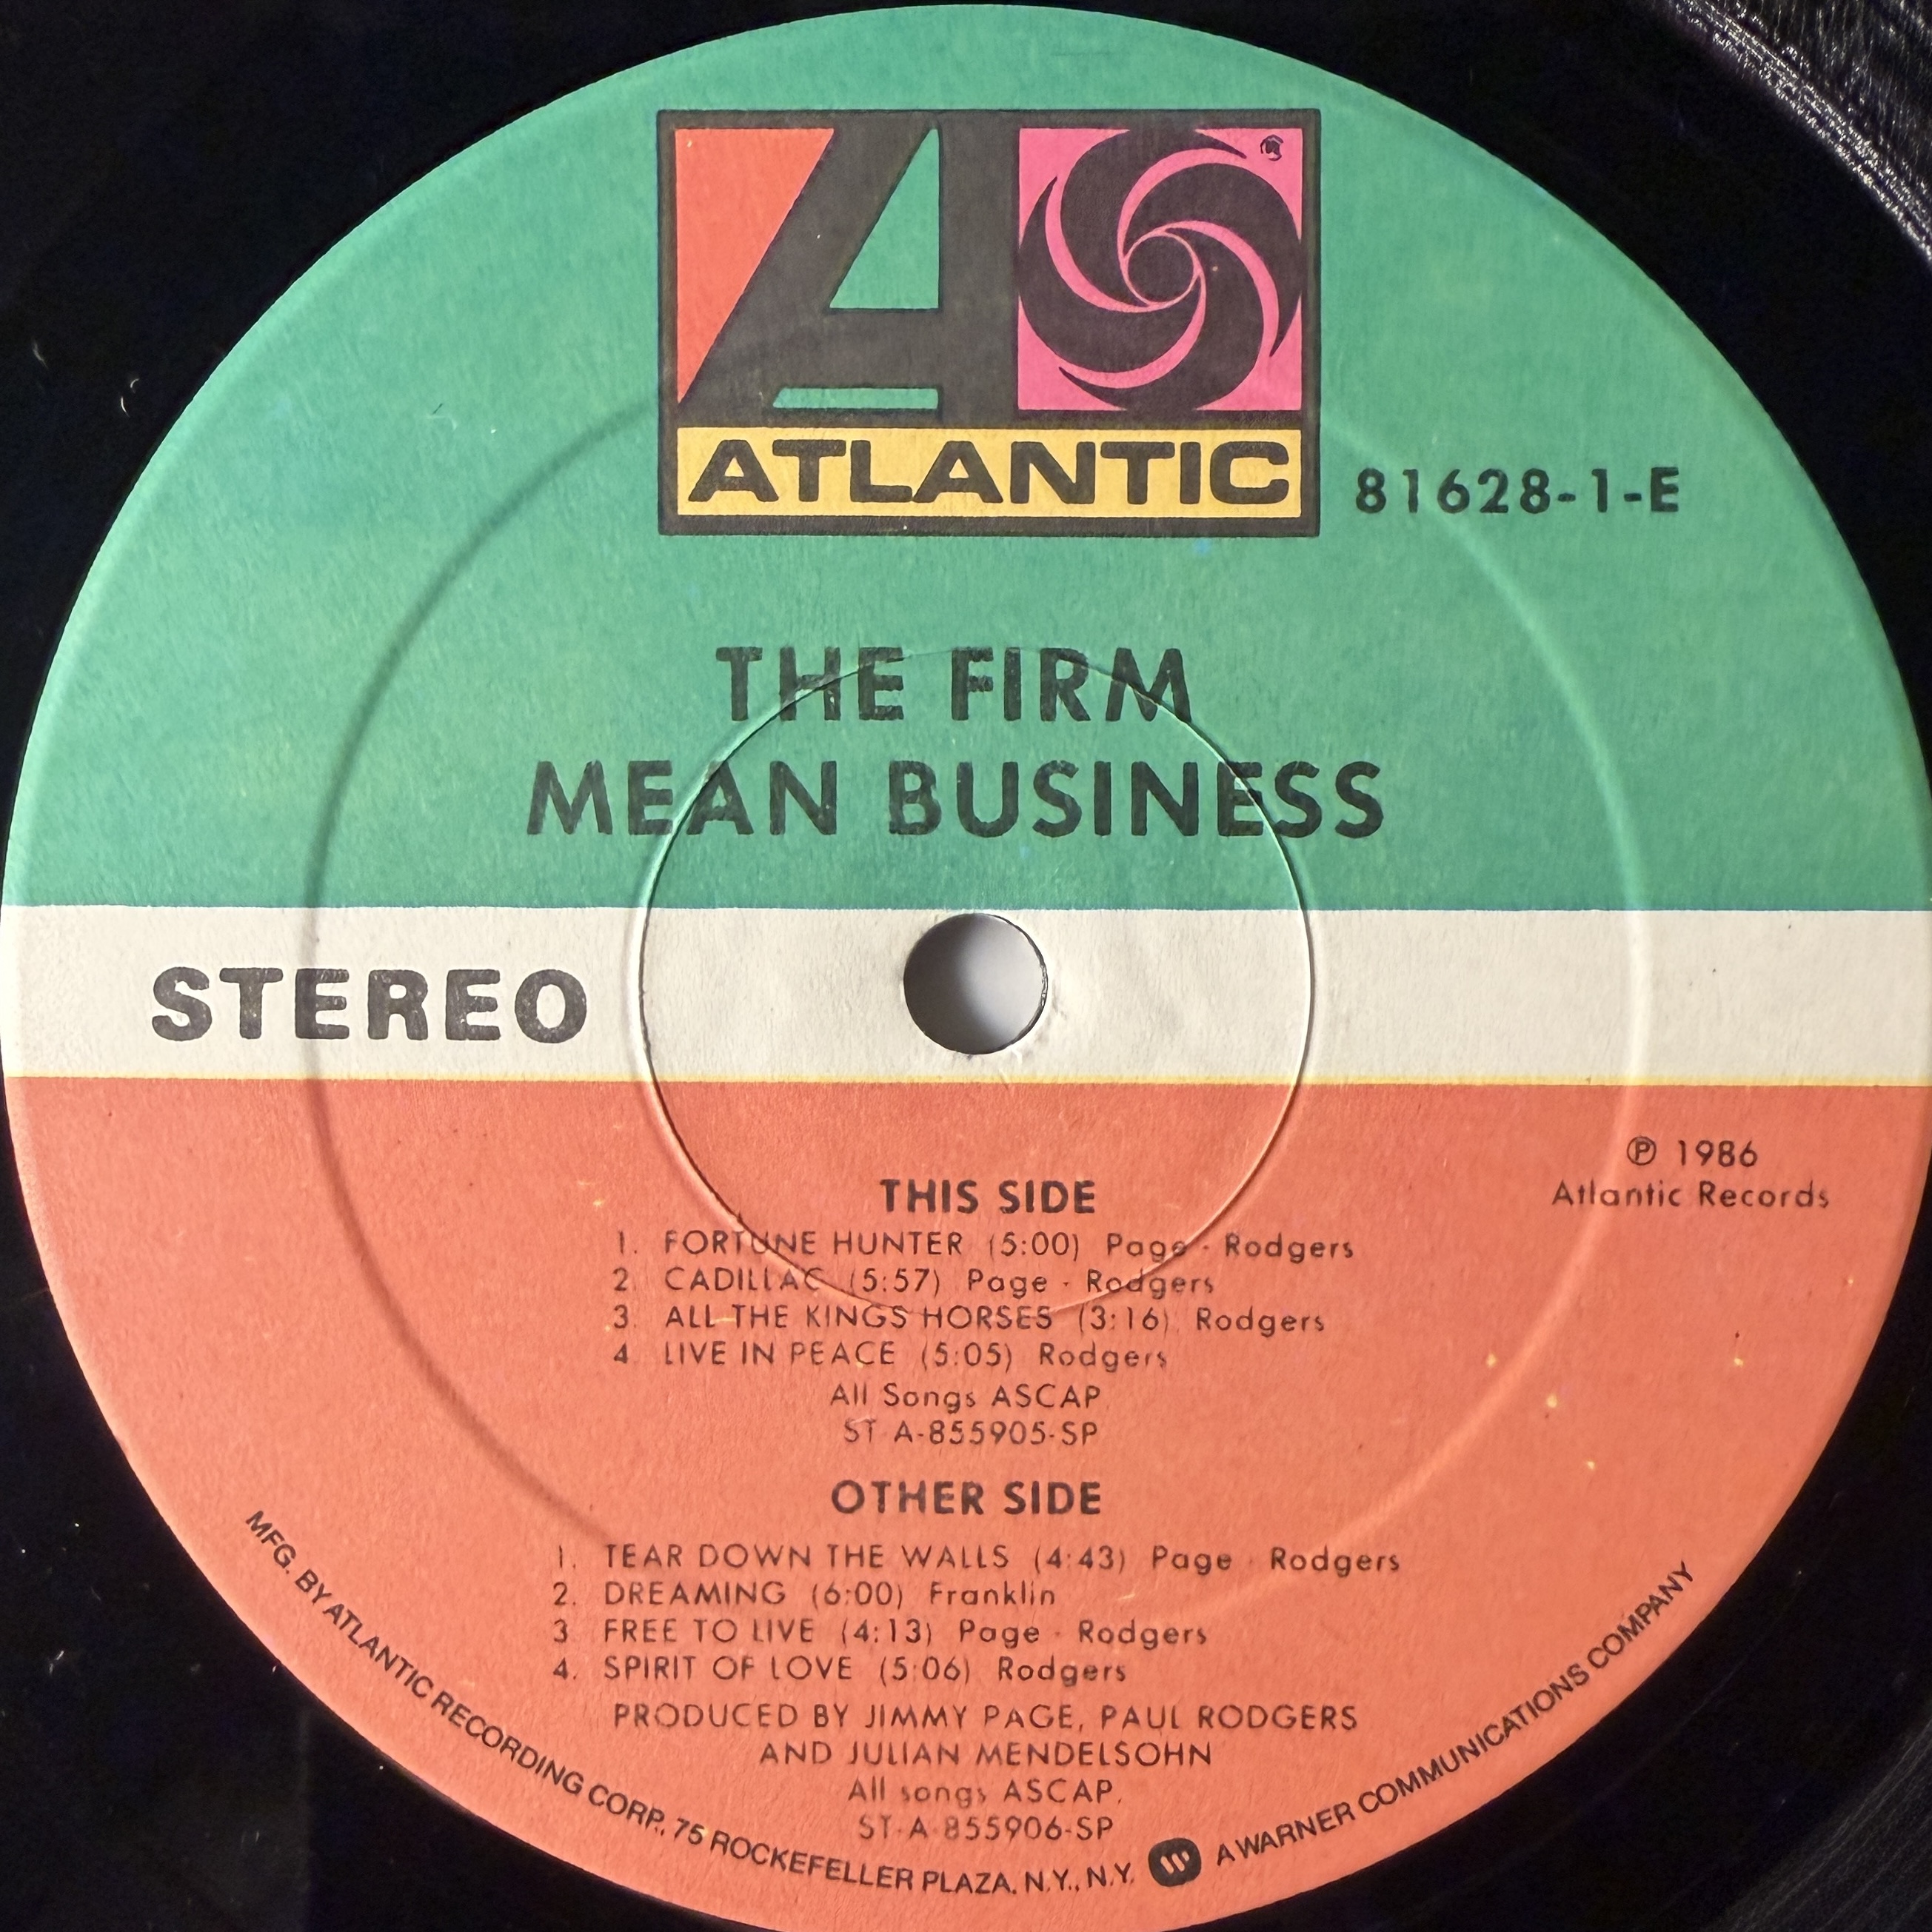 ATLANTIC
®
81628-1-E
THE FIRM
MEAN BUSINESS
STEREO
℗ 1986
Atlantic Records
THIS SIDE
1. FORTUNE HUNTER (5:00) Page · Rodgers
2. CADILLAC (5:57) Page · Rodgers
3. ALL THE KINGS HORSES (3:16) Rodgers
4. LIVE IN PEACE (5:05) Rodgers
All Songs ASCAP
ST-A-855905-SP
OTHER SIDE
1. TEAR DOWN THE WALLS (4:43) Page · Rodgers
2. DREAMING (6:00) Franklin
3. FREE TO LIVE (4:13) Page · Rodgers
4. SPIRIT OF LOVE (5:06) Rodgers
PRODUCED BY JIMMY PAGE, PAUL RODGERS
AND JULIAN MENDELSOHN
All songs ASCAP.
ST-A-855906-SP
MFG. BY ATLANTIC RECORDING CORP., 75 ROCKEFELLER PLAZA, N.Y., N.Y. W A WARNER COMMUNICATIONS COMPANY